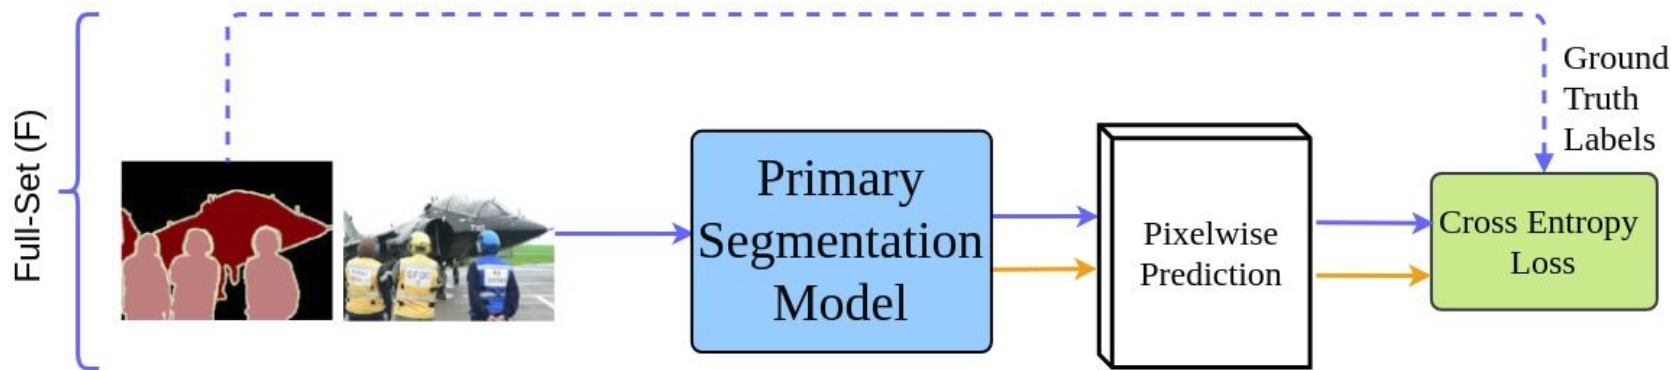 Full-Set (F)
Primary
Segmentation
Model
Pixelwise
Prediction
Ground
Truth
Labels
Cross Entropy
Loss